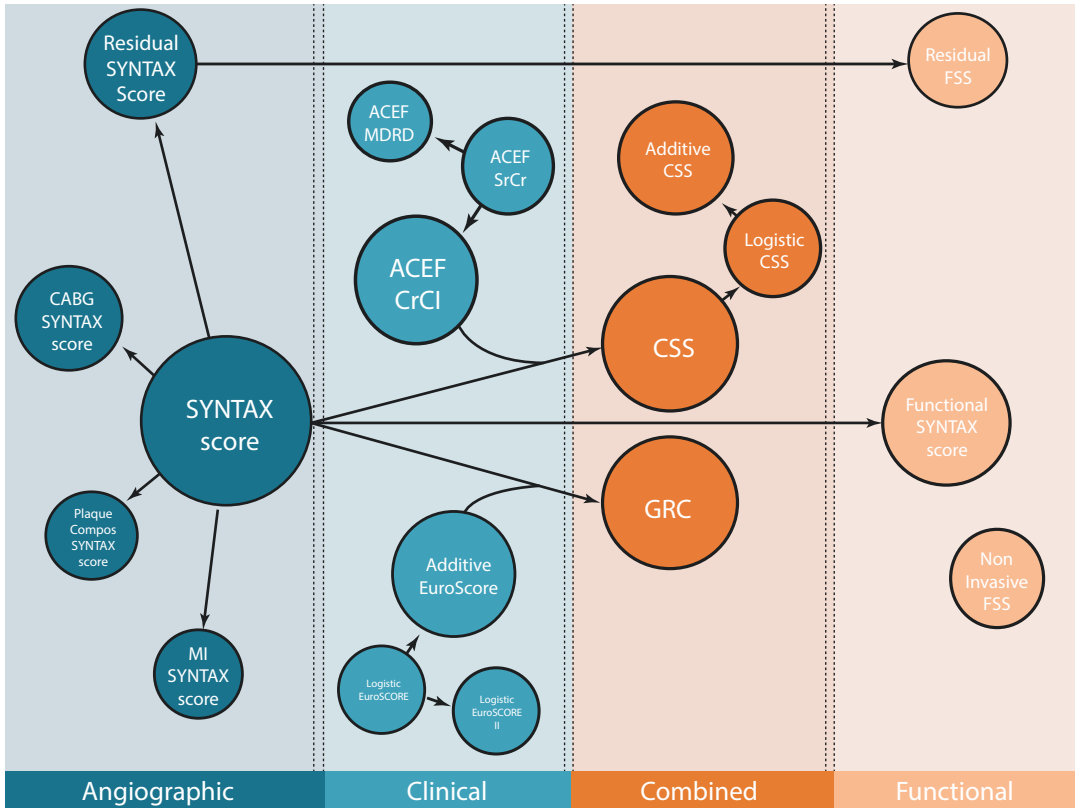 Residual
SYNTAX
Score
CABG
SYNTAX
score
SYNTAX
score
Plaque
Compos
SYNTAX
score
MI
SYNTAX
score
ACEF
MDRD
ACEF
SrCr
ACEF
CrCl
Additive
EuroScore
Logistic
EuroSCORE
Logistic
EuroSCORE
II
Additive
CSS
Logistic
CSS
CSS
GRC
Residual
FSS
Functional
SYNTAX
score
Non
Invasive
FSS
Angiographic
Clinical
Combined
Functional